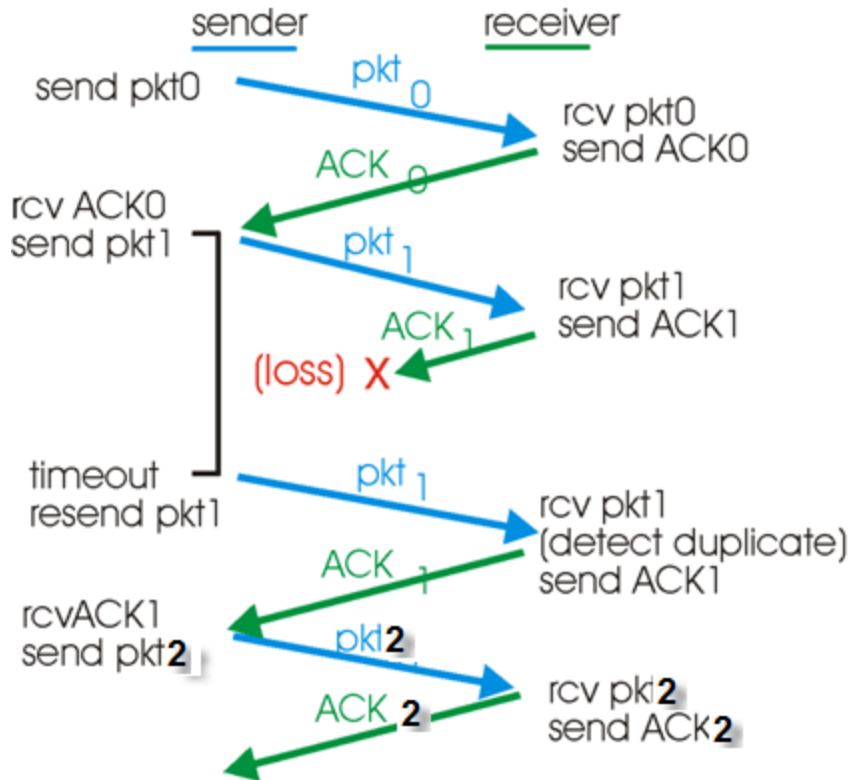 sender receiver
send pkt0
pkt 0
rcv pkt0
send ACK0
ACK 0
rcv ACK0
send pkt1
pkt 1
rcv pkt1
send ACK1
ACK 1
(loss) X
timeout
resend pkt1
pkt 1
rcv pkt1
(detect duplicate)
send ACK1
ACK 1
rcvACK1
send pkt2
pkt2
rcv pkt2
send ACK2
ACK 2